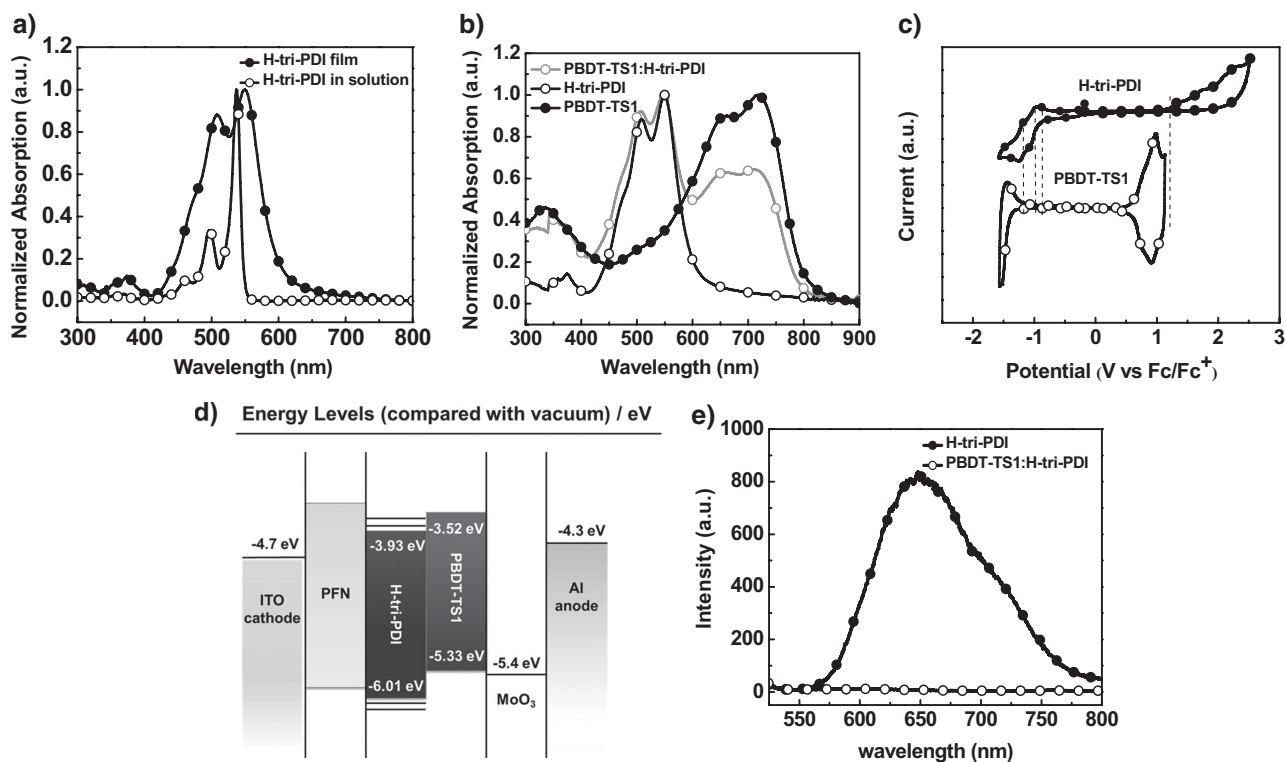 a)
Normalized Absorption (a.u.)
1.0
0.8
0.6
0.4
0.2
0.0
H-tri-PDI film
H-tri-PDI in solution
300 400 500 600 700 800
Wavelength (nm)
b)
Normalized Absorption (a.u.)
1.2
1.0
0.8
0.6
0.4
0.2
0.0
PBDT-TS1:H-tri-PDI
H-tri-PDI
PBDT-TS1
300 400 500 600 700 800 900
Wavelength (nm)
c)
Current (a.u.)
H-tri-PDI
PBDT-TS1
-2 -1 0 1 2 3
Potential (V vs Fc/Fc+)
d)
Energy Levels (compared with vacuum) / eV
-4.7 eV
ITO
cathode
PFN
-3.93 eV
H-tri-PDI
-6.01 eV
-3.52 eV
PBDT-TS1
-5.33 eV
-5.4 eV
MoO3
-4.3 eV
Al
anode
e)
Intensity (a.u.)
1000
800
600
400
200
0
H-tri-PDI
PBDT-TS1:H-tri-PDI
550 600 650 700 750 800
wavelength (nm)